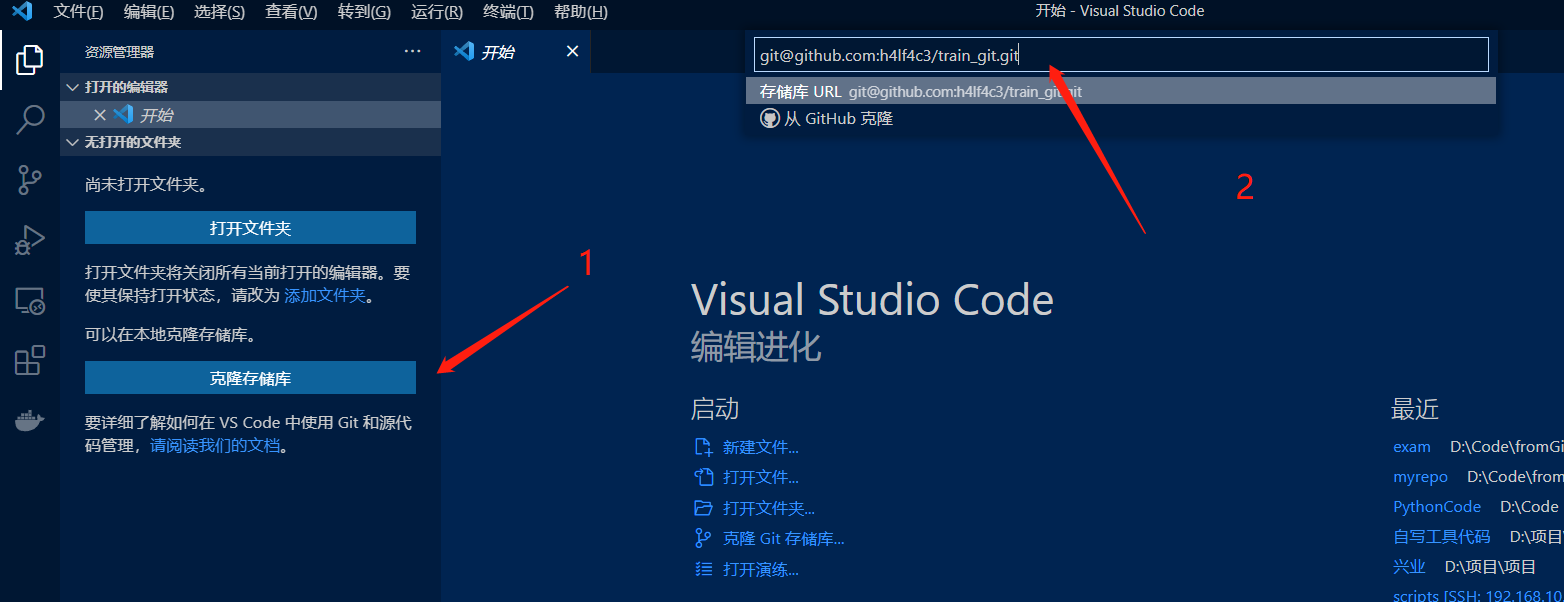 文件(F) 编辑(E) 选择(S) 查看(V) 转到(G) 运行(R) 终端(T) 帮助(H) 开始 - Visual Studio Code
资源管理器 ···
开始
git@github.com:h4lf4c3/train_git.git
存储库 URL git@github.com:h4lf4c3/train_git.git
从 GitHub 克隆
打开的编辑器
开始
无打开的文件夹
尚未打开文件夹。
打开文件夹
打开文件夹将关闭所有当前打开的编辑器。要
使其保持打开状态，请改为 添加文件夹。
可以在本地克隆存储库。
克隆存储库
要详细了解如何在 VS Code 中使用 Git 和源代
码管理，请阅读我们的文档。
1
2
Visual Studio Code
编辑进化
启动
新建文件...
打开文件...
打开文件夹...
克隆 Git 存储库...
打开演练...
最近
exam D:\Code\fromGi
myrepo D:\Code\from
PythonCode D:\Code
自写工具代码 D:\项目
兴业 D:\项目\项目
scripts [SSH: 192.168.10